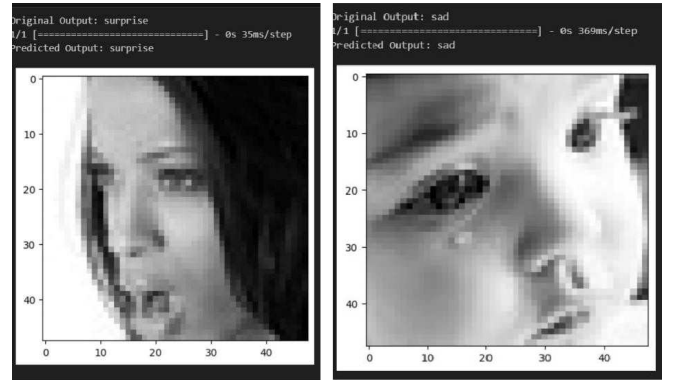 Original Output: surprise
1/1 [==============================] - 0s 35ms/step
Predicted Output: surprise
0
10
20
30
40
0 10 20 30 40
Original Output: sad
1/1 [==============================] - 0s 369ms/step
Predicted Output: sad
0
10
20
30
40
0 10 20 30 40